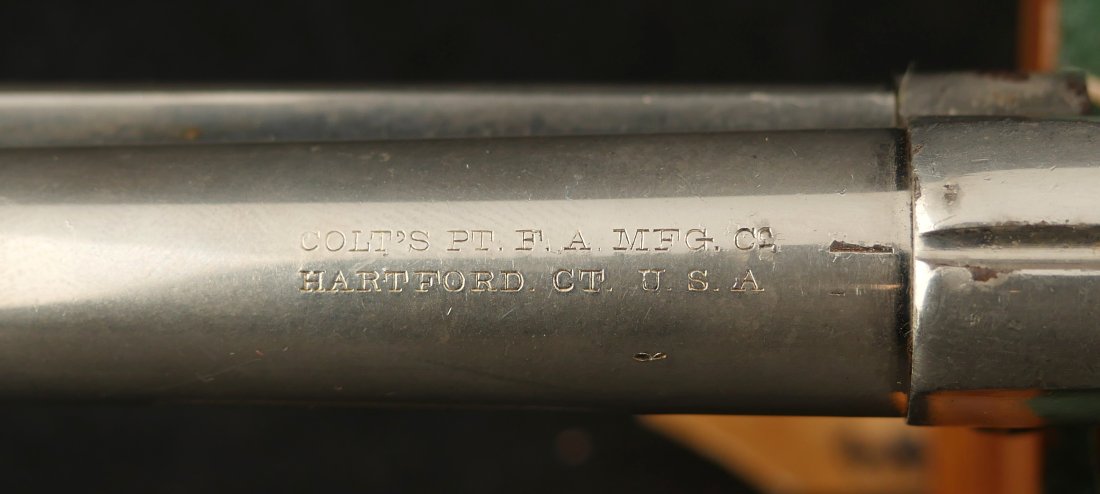 COLT'S PT. F. A. MFG. Co.
HARTFORD. CT. U. S. A